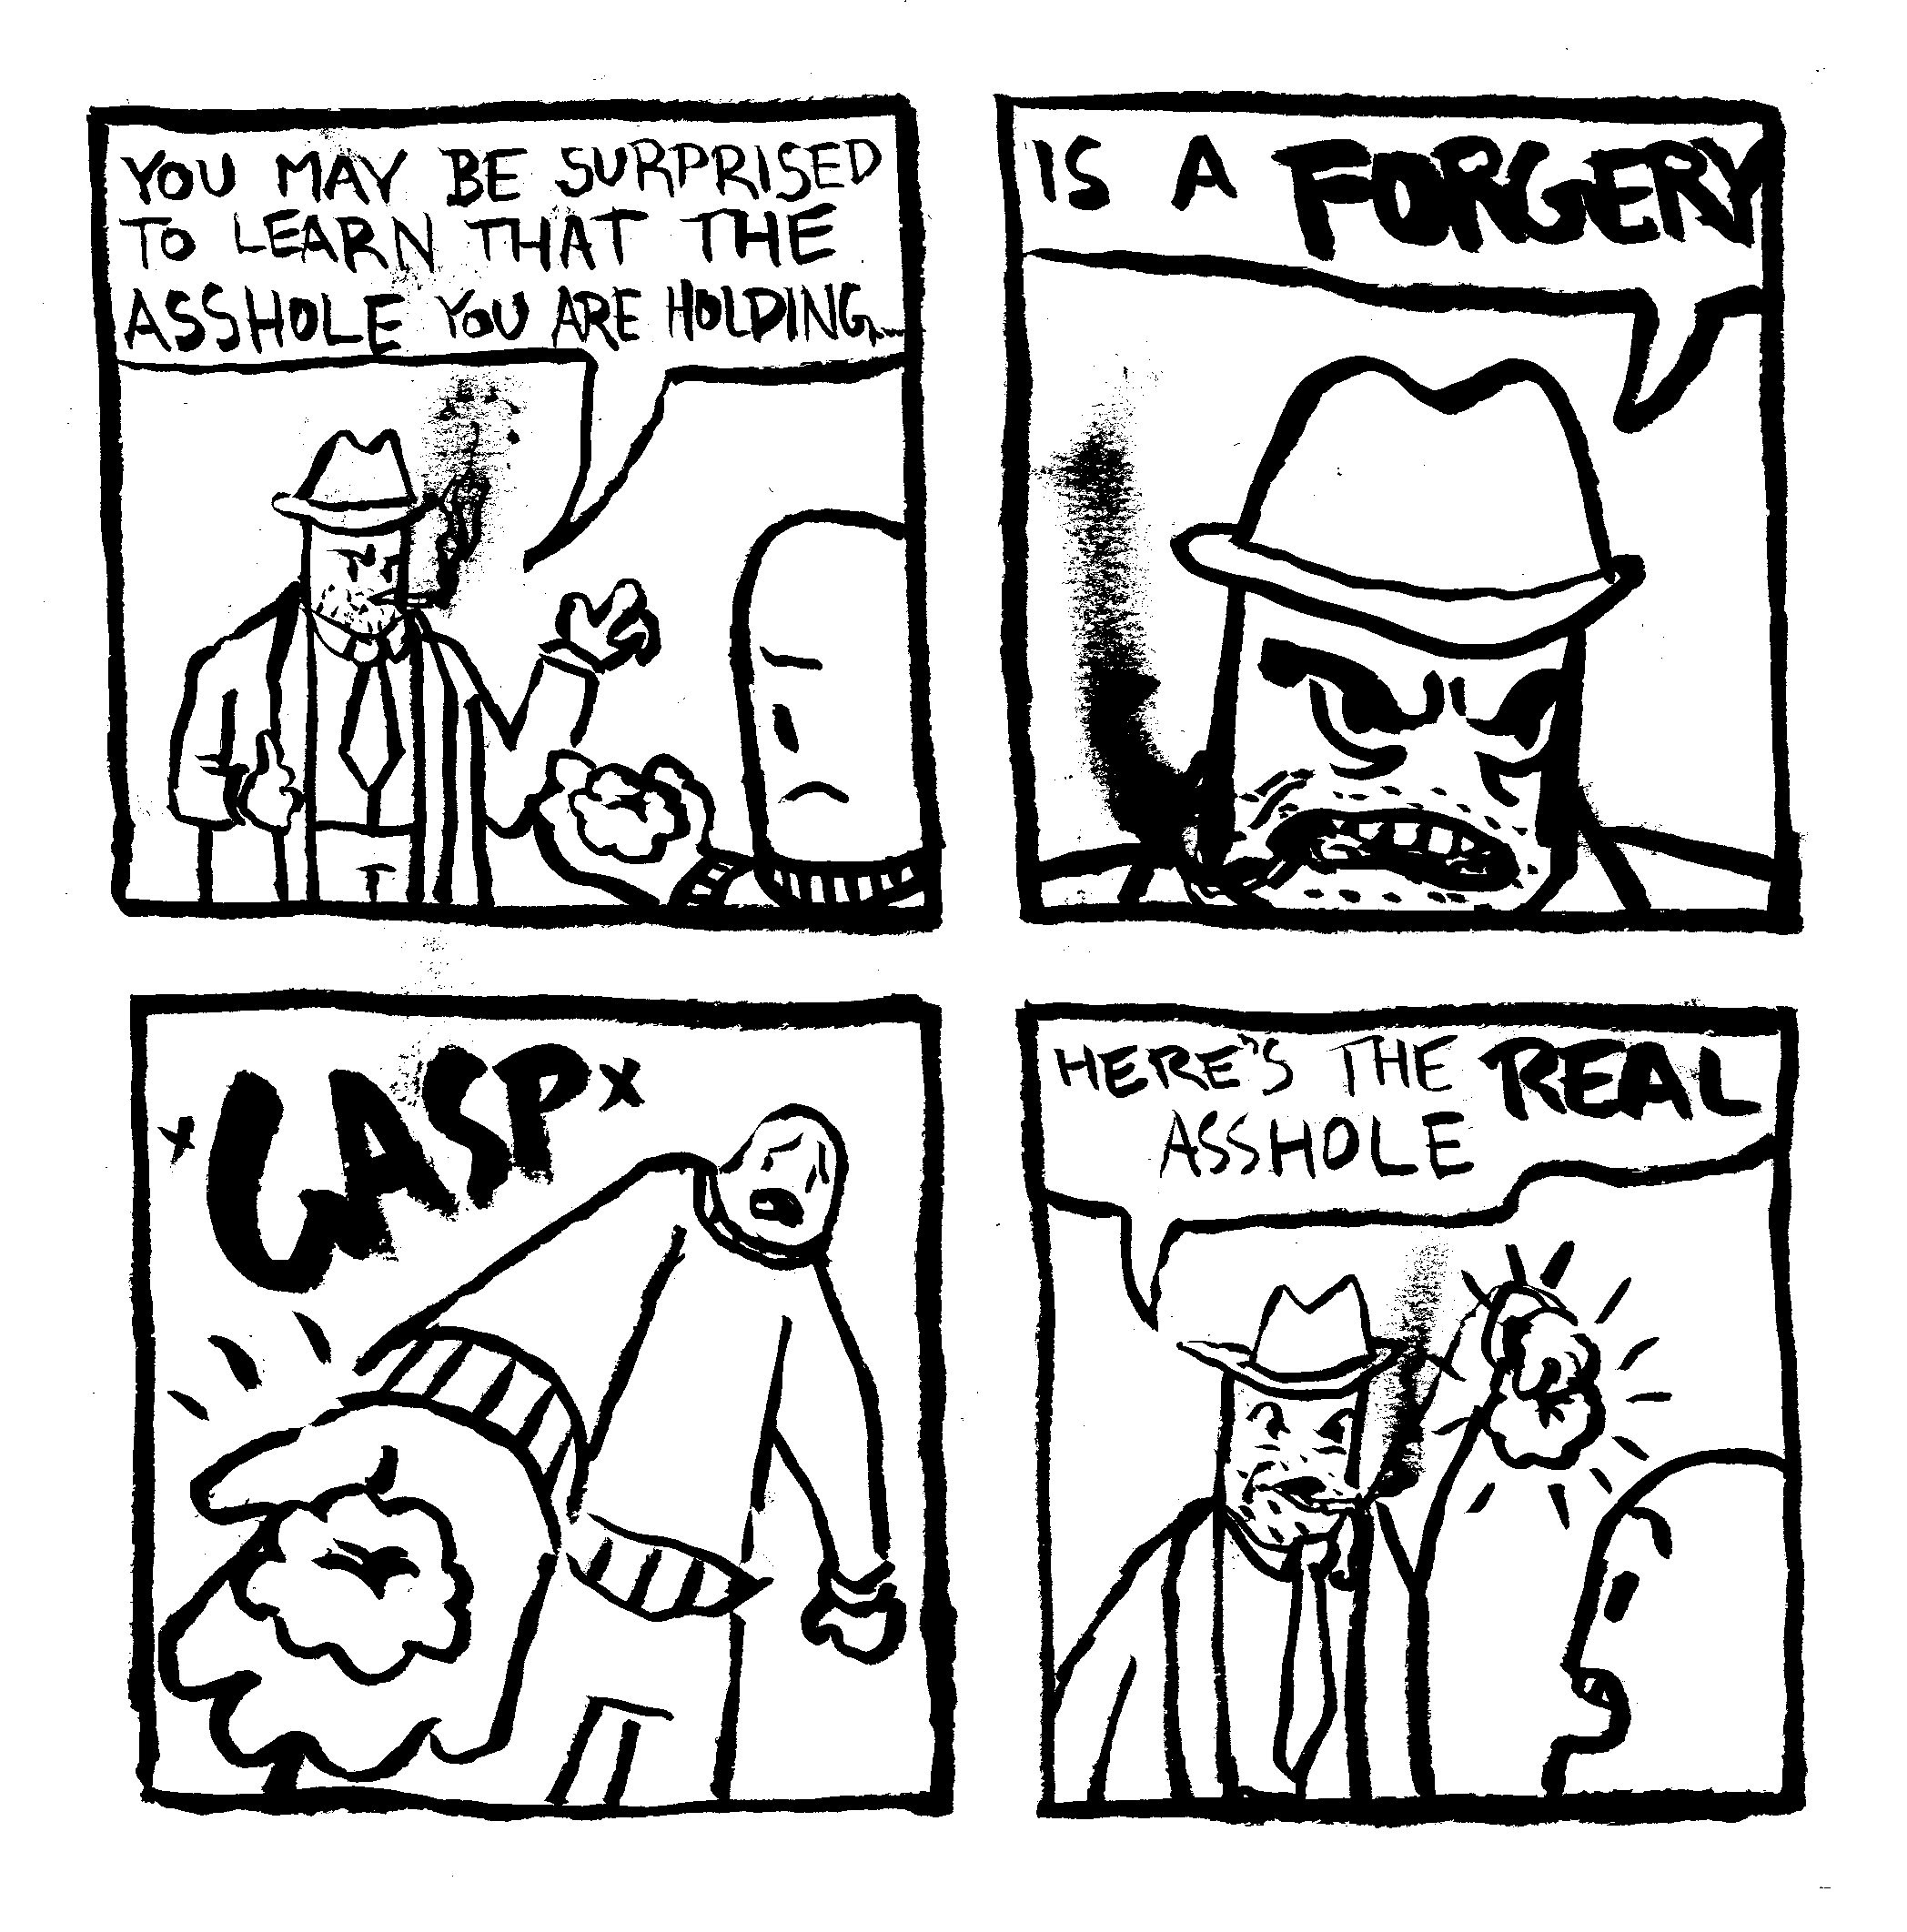 YOU MAY BE SURPRISED
TO LEARN THAT THE
ASSHOLE YOU ARE HOLDING...
IS A FORGERY
x GASP x
HERE'S THE REAL
ASSHOLE